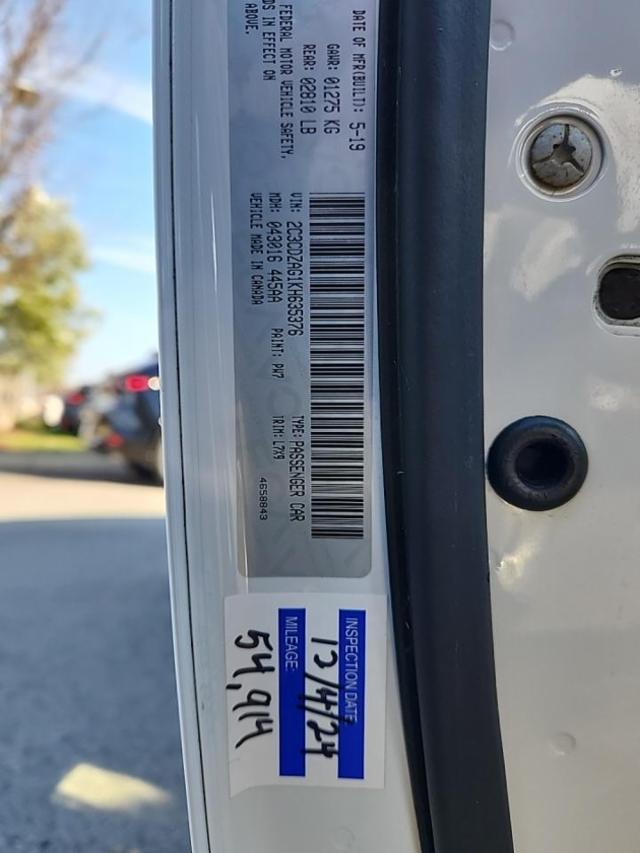 DATE OF MFR(BUILT): 5-19
GAWR: 01275 KG
REAR: 02810 LB
FEDERAL MOTOR VEHICLE SAFETY,
DS IN EFFECT ON
ABOVE.
VIN: 2C3CDZAG1KH635376
TYPE: PASSENGER CAR
MDH: 043016 445AA PAINT: PW7 TRIM: L7X9
VEHICLE MADE IN CANADA
4658843
INSPECTION DATE:
12/4/24
MILEAGE:
54,914